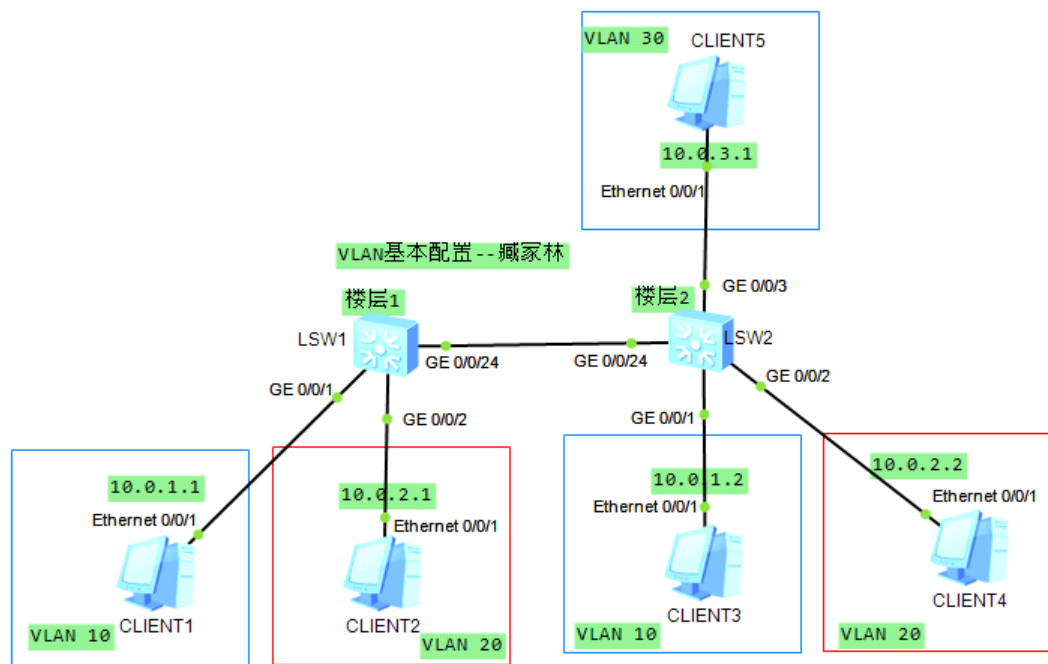 VLAN 30
CLIENT5
10.0.3.1
Ethernet 0/0/1
VLAN基本配置--臧家林
GE 0/0/3
楼层1
楼层2
LSW1
LSW2
GE 0/0/24
GE 0/0/24
GE 0/0/1
GE 0/0/2
GE 0/0/2
GE 0/0/1
10.0.1.1
10.0.2.1
10.0.1.2
10.0.2.2
Ethernet 0/0/1
Ethernet 0/0/1
Ethernet 0/0/1
Ethernet 0/0/1
CLIENT1
CLIENT2
CLIENT3
CLIENT4
VLAN 10
VLAN 20
VLAN 10
VLAN 20